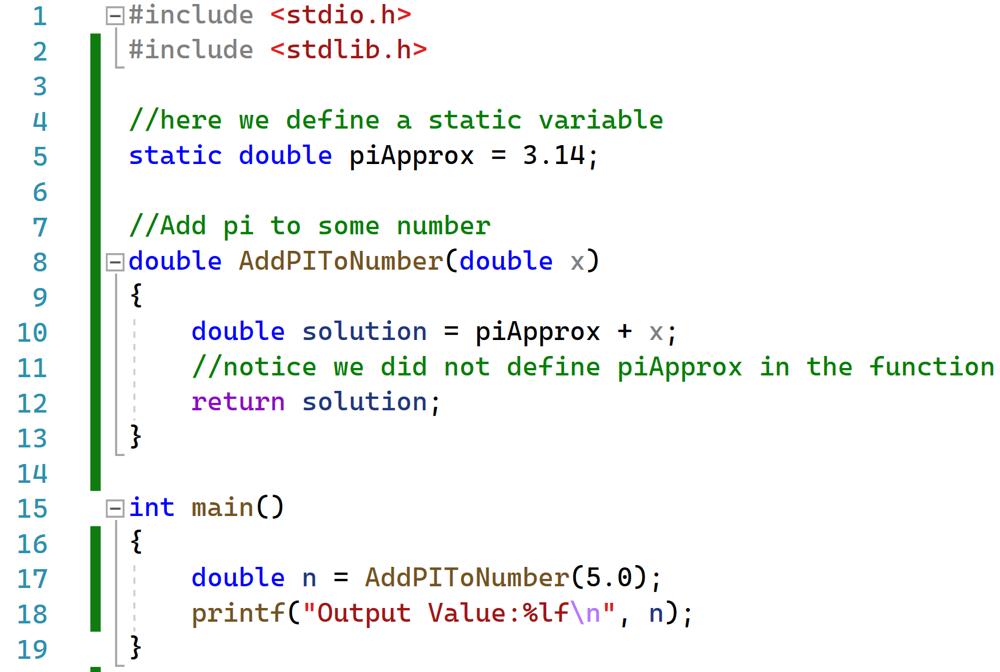 1 #include <stdio.h>
2 #include <stdlib.h>
3
4 //here we define a static variable
5 static double piApprox = 3.14;
6
7 //Add pi to some number
8 double AddPIToNumber(double x)
9 {
10     double solution = piApprox + x;
11     //notice we did not define piApprox in the function
12     return solution;
13 }
14
15 int main()
16 {
17     double n = AddPIToNumber(5.0);
18     printf("Output Value:%lf\n", n);
19 }